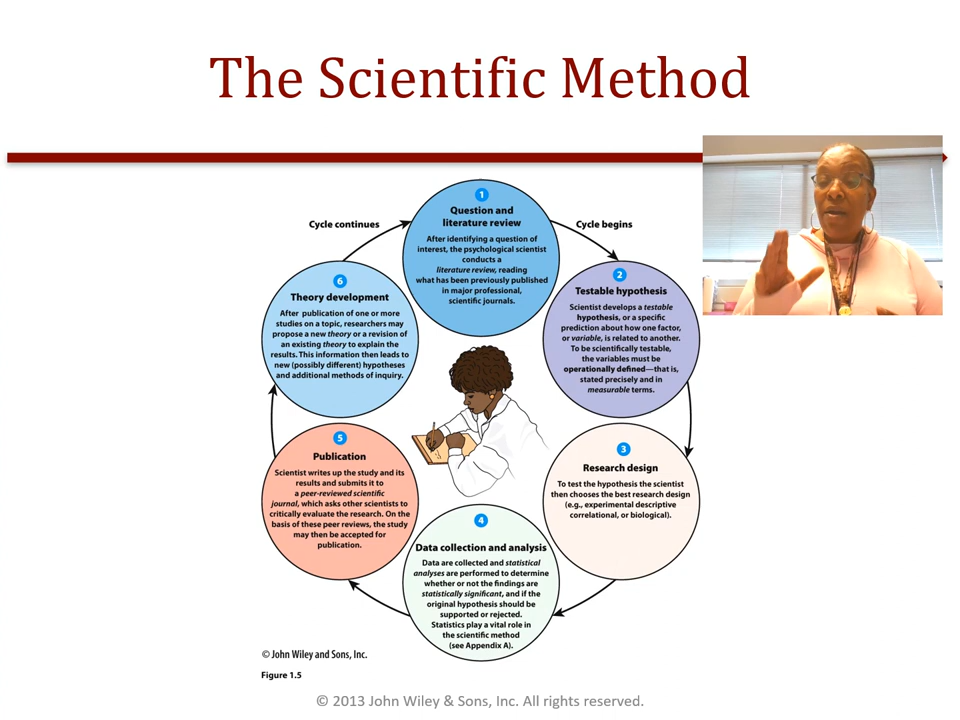 The Scientific Method
Cycle continues
Cycle begins
1
Question and
literature review
After identifying a question of
interest, the psychological scientist
conducts a
literature review, reading
what has been previously published
in major professional,
scientific journals.
2
Testable hypothesis
Scientist develops a testable
hypothesis, or a specific
prediction about how one factor,
or variable, is related to another.
To be scientifically testable,
the variables must be
operationally defined—that is,
stated precisely and in
measurable terms.
3
Research design
To test the hypothesis the scientist
then chooses the best research design
(e.g., experimental descriptive
correlational, or biological).
4
Data collection and analysis
Data are collected and statistical
analyses are performed to determine
whether or not the findings are
statistically significant, and if the
original hypothesis should be
supported or rejected.
Statistics play a vital role in
the scientific method
(see Appendix A).
5
Publication
Scientist writes up the study and its
results and submits it to
a peer-reviewed scientific
journal, which asks other scientists to
critically evaluate the research. On the
basis of these peer reviews, the study
may then be accepted for
publication.
6
Theory development
After publication of one or more
studies on a topic, researchers may
propose a new theory or a revision of
an existing theory to explain the
results. This information then leads to
new (possibly different) hypotheses
and additional methods of inquiry.
© John Wiley and Sons, Inc.
Figure 1.5
© 2013 John Wiley & Sons, Inc. All rights reserved.